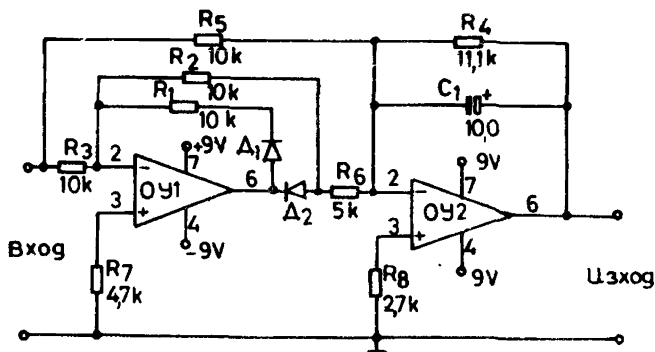 R5
10k
R4
11,1k
R2
10k
R1
10k
C1
+
10,0
R3
10k
2
-
+9V
7
Д1
ОУ1
6
3
+
4
-9V
Д2
R6
5k
2
-
9V
7
ОУ2
6
3
+
4
9V
Вход
R7
4,7k
R8
2,7k
Изход